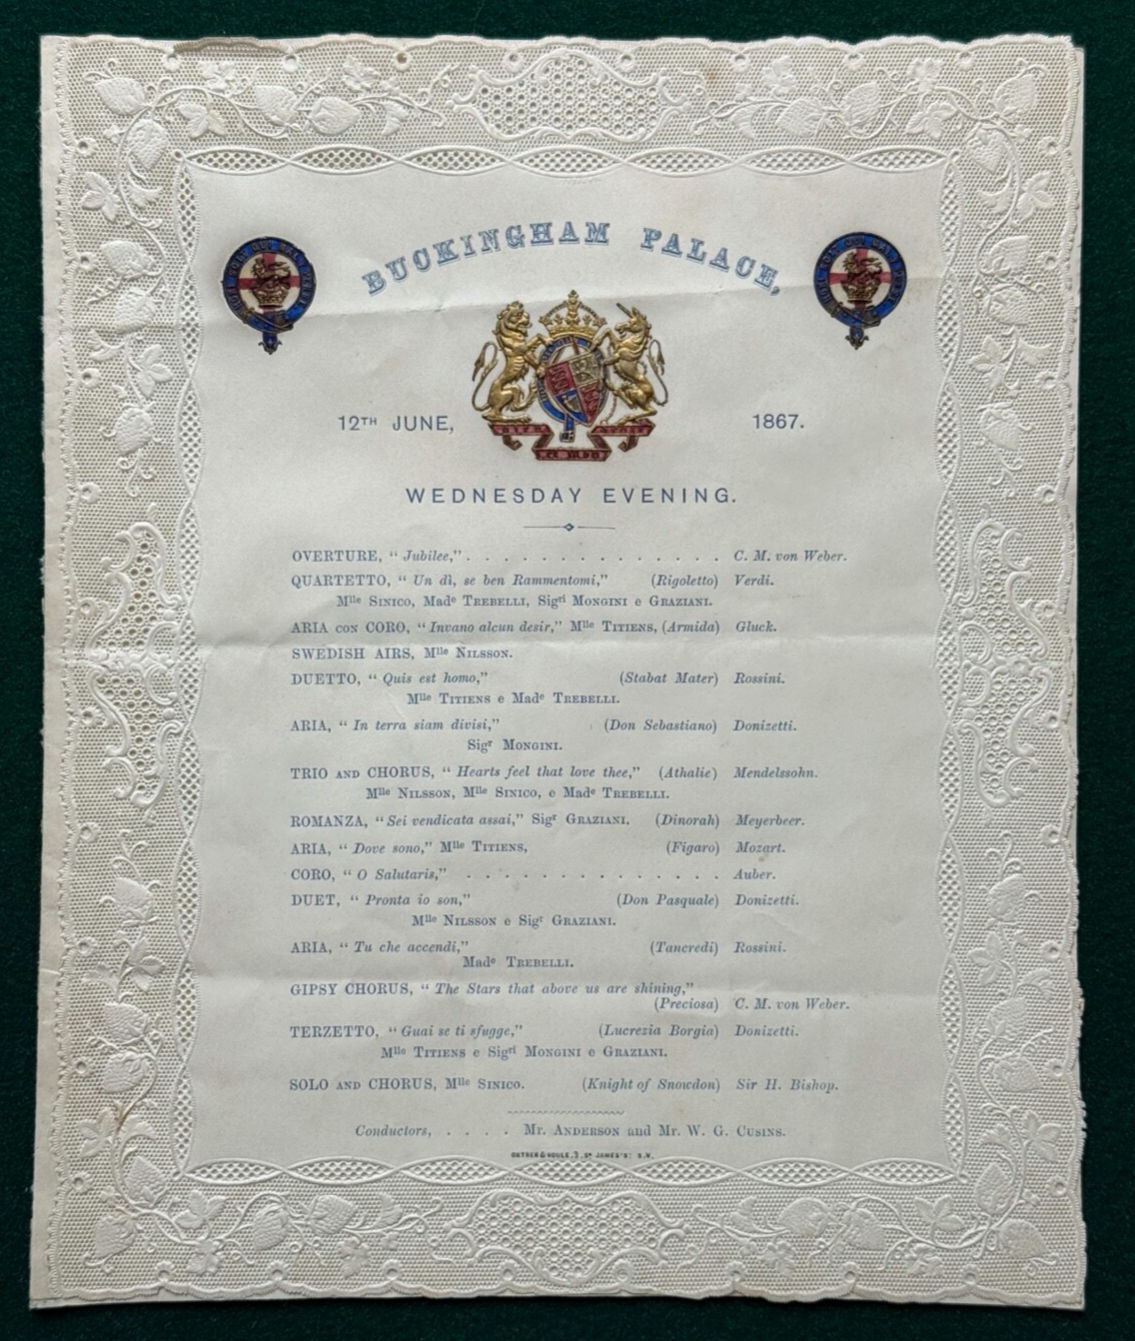 BUCKINGHAM PALACE,
12TH JUNE, 1867.
WEDNESDAY EVENING.
OVERTURE, “ Jubilee,” . . . . . . . . . . . . . . C. M. von Weber.
QUARTETTO, “ Un dì, se ben Rammentomi,” (Rigoletto) Verdi.
Mlle SINICO, Made TREBELLI, Sigri MONGINI e GRAZIANI.
ARIA CON CORO, “ Invano alcun desir,” Mlle TITIENS, (Armida) Gluck.
SWEDISH AIRS, Mlle NILSSON.
DUETTO, “ Quis est homo,” (Stabat Mater) Rossini.
Mlle TITIENS e Made TREBELLI.
ARIA, “ In terra siam divisi,” (Don Sebastiano) Donizetti.
Sigr MONGINI.
TRIO AND CHORUS, “ Hearts feel that love thee,” (Athalie) Mendelssohn.
Mlle NILSSON, Mlle SINICO, e Made TREBELLI.
ROMANZA, “ Sei vendicata assai,” Sigr GRAZIANI. (Dinorah) Meyerbeer.
ARIA, “ Dove sono,” Mlle TITIENS, (Figaro) Mozart.
CORO, “ O Salutaris,” . . . . . . . . . . . . . . Auber.
DUET, “ Pronta io son,” (Don Pasquale) Donizetti.
Mlle NILSSON e Sigr GRAZIANI.
ARIA, “ Tu che accendi,” (Tancredi) Rossini.
Made TREBELLI.
GIPSY CHORUS, “ The Stars that above us are shining,”
(Preciosa) C. M. von Weber.
TERZETTO, “ Guai se ti sfugge,” (Lucrezia Borgia) Donizetti.
Mlle TITIENS e Sigri MONGINI e GRAZIANI.
SOLO AND CHORUS, Mlle SINICO. (Knight of Snowdon) Sir H. Bishop.
Conductors, . . . . Mr. ANDERSON and Mr. W. G. CUSINS.
ST JAMES'S